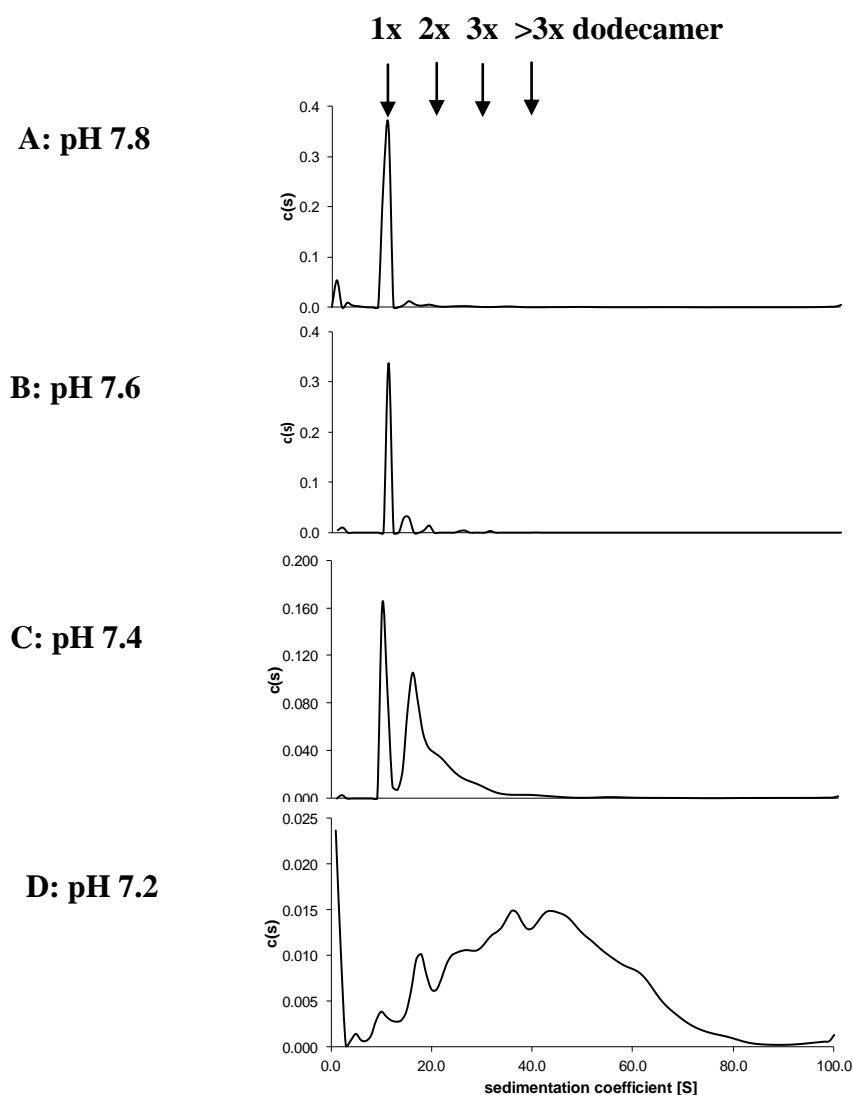 1x 2x 3x >3x dodecamer
A: pH 7.8
0.4
0.3
0.2
0.1
0.0
c(s)
B: pH 7.6
0.4
0.3
0.2
0.1
0.0
c(s)
C: pH 7.4
0.200
0.160
0.120
0.080
0.040
0.000
c(s)
D: pH 7.2
0.025
0.020
0.015
0.010
0.005
0.000
c(s)
0.0 20.0 40.0 60.0 80.0 100.0
sedimentation coefficient [S]